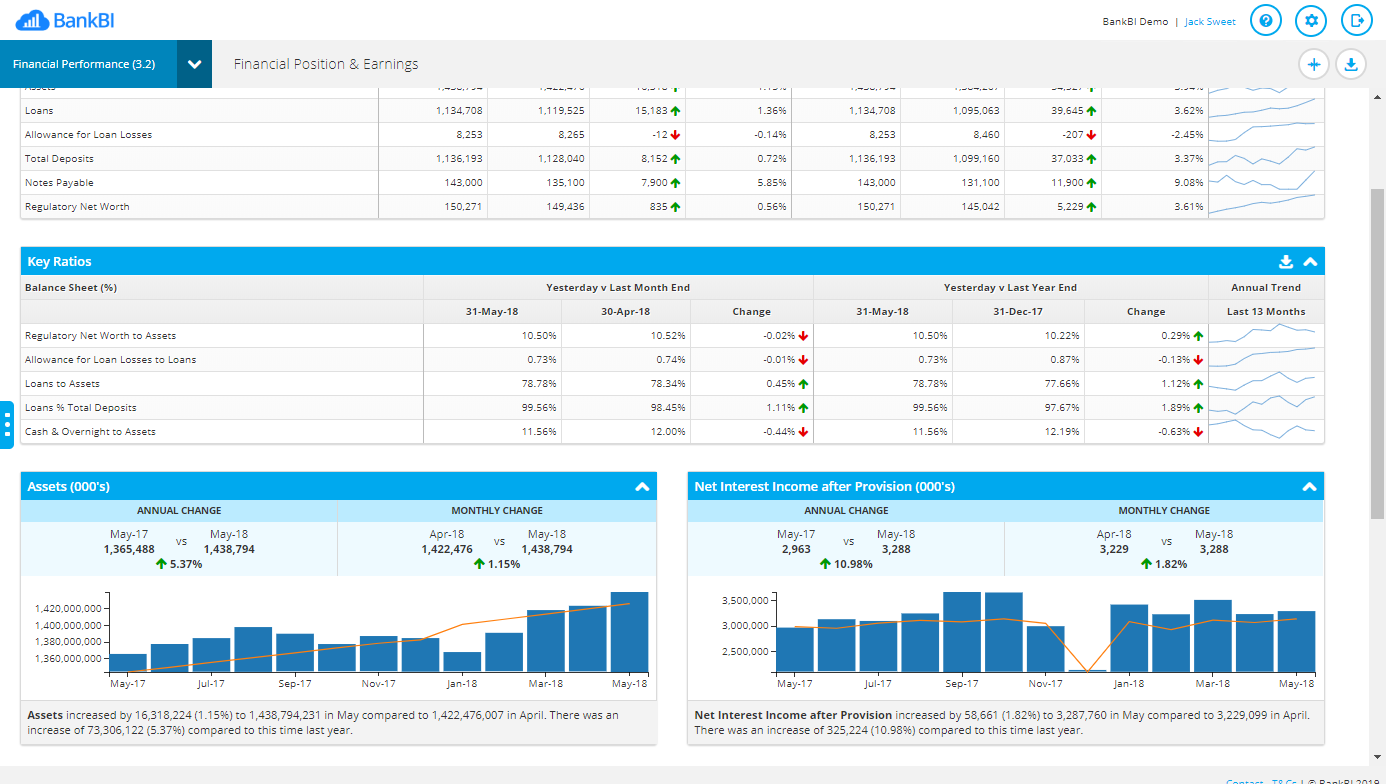 BankBI
BankBI Demo | Jack Sweet
Financial Performance (3.2) Financial Position & Earnings
Loans 1,134,708 1,119,525 15,183 1.36% 1,134,708 1,095,063 39,645 3.62%
Allowance for Loan Losses 8,253 8,265 -12 -0.14% 8,253 8,460 -207 -2.45%
Total Deposits 1,136,193 1,128,040 8,152 0.72% 1,136,193 1,099,160 37,033 3.37%
Notes Payable 143,000 135,100 7,900 5.85% 143,000 131,100 11,900 9.08%
Regulatory Net Worth 150,271 149,436 835 0.56% 150,271 145,042 5,229 3.61%
Key Ratios
Balance Sheet (%) Yesterday v Last Month End Yesterday v Last Year End Annual Trend
31-May-18 30-Apr-18 Change 31-May-18 31-Dec-17 Change Last 13 Months
Regulatory Net Worth to Assets 10.50% 10.52% -0.02% 10.50% 10.22% 0.29%
Allowance for Loan Losses to Loans 0.73% 0.74% -0.01% 0.73% 0.87% -0.13%
Loans to Assets 78.78% 78.34% 0.45% 78.78% 77.66% 1.12%
Loans % Total Deposits 99.56% 98.45% 1.11% 99.56% 97.67% 1.89%
Cash & Overnight to Assets 11.56% 12.00% -0.44% 11.56% 12.19% -0.63%
Assets (000's)
ANNUAL CHANGE MONTHLY CHANGE
May-17 vs May-18 Apr-18 vs May-18
1,365,488 1,438,794 1,422,476 1,438,794
5.37% 1.15%
1,420,000,000
1,400,000,000
1,380,000,000
1,360,000,000
May-17 Jul-17 Sep-17 Nov-17 Jan-18 Mar-18 May-18
Assets increased by 16,318,224 (1.15%) to 1,438,794,231 in May compared to 1,422,476,007 in April. There was an
increase of 73,306,122 (5.37%) compared to this time last year.
Net Interest Income after Provision (000's)
ANNUAL CHANGE MONTHLY CHANGE
May-17 vs May-18 Apr-18 vs May-18
2,963 3,288 3,229 3,288
10.98% 1.82%
3,500,000
3,000,000
2,500,000
May-17 Jul-17 Sep-17 Nov-17 Jan-18 Mar-18 May-18
Net Interest Income after Provision increased by 58,661 (1.82%) to 3,287,760 in May compared to 3,229,099 in April.
There was an increase of 325,224 (10.98%) compared to this time last year.